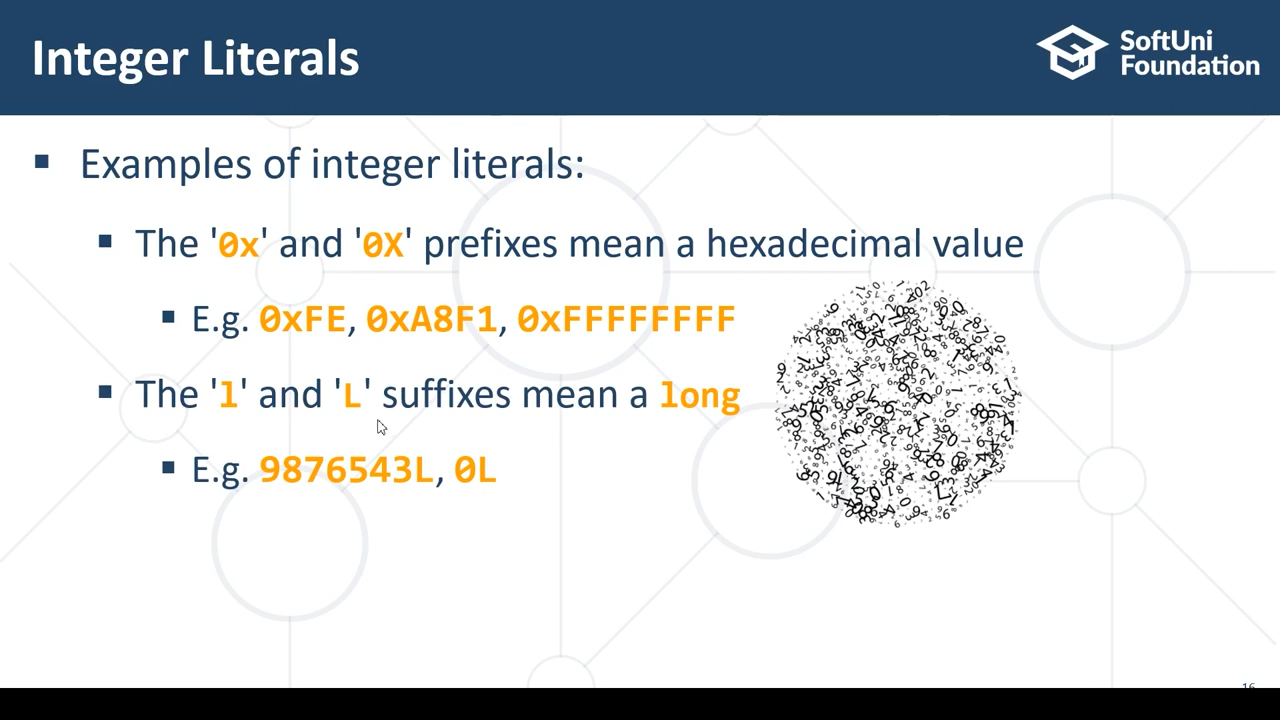 Integer Literals
SoftUni
Foundation
Examples of integer literals:
The '0x' and '0X' prefixes mean a hexadecimal value
E.g. 0xFE, 0xA8F1, 0xFFFFFFFF
The 'l' and 'L' suffixes mean a long
E.g. 9876543L, 0L